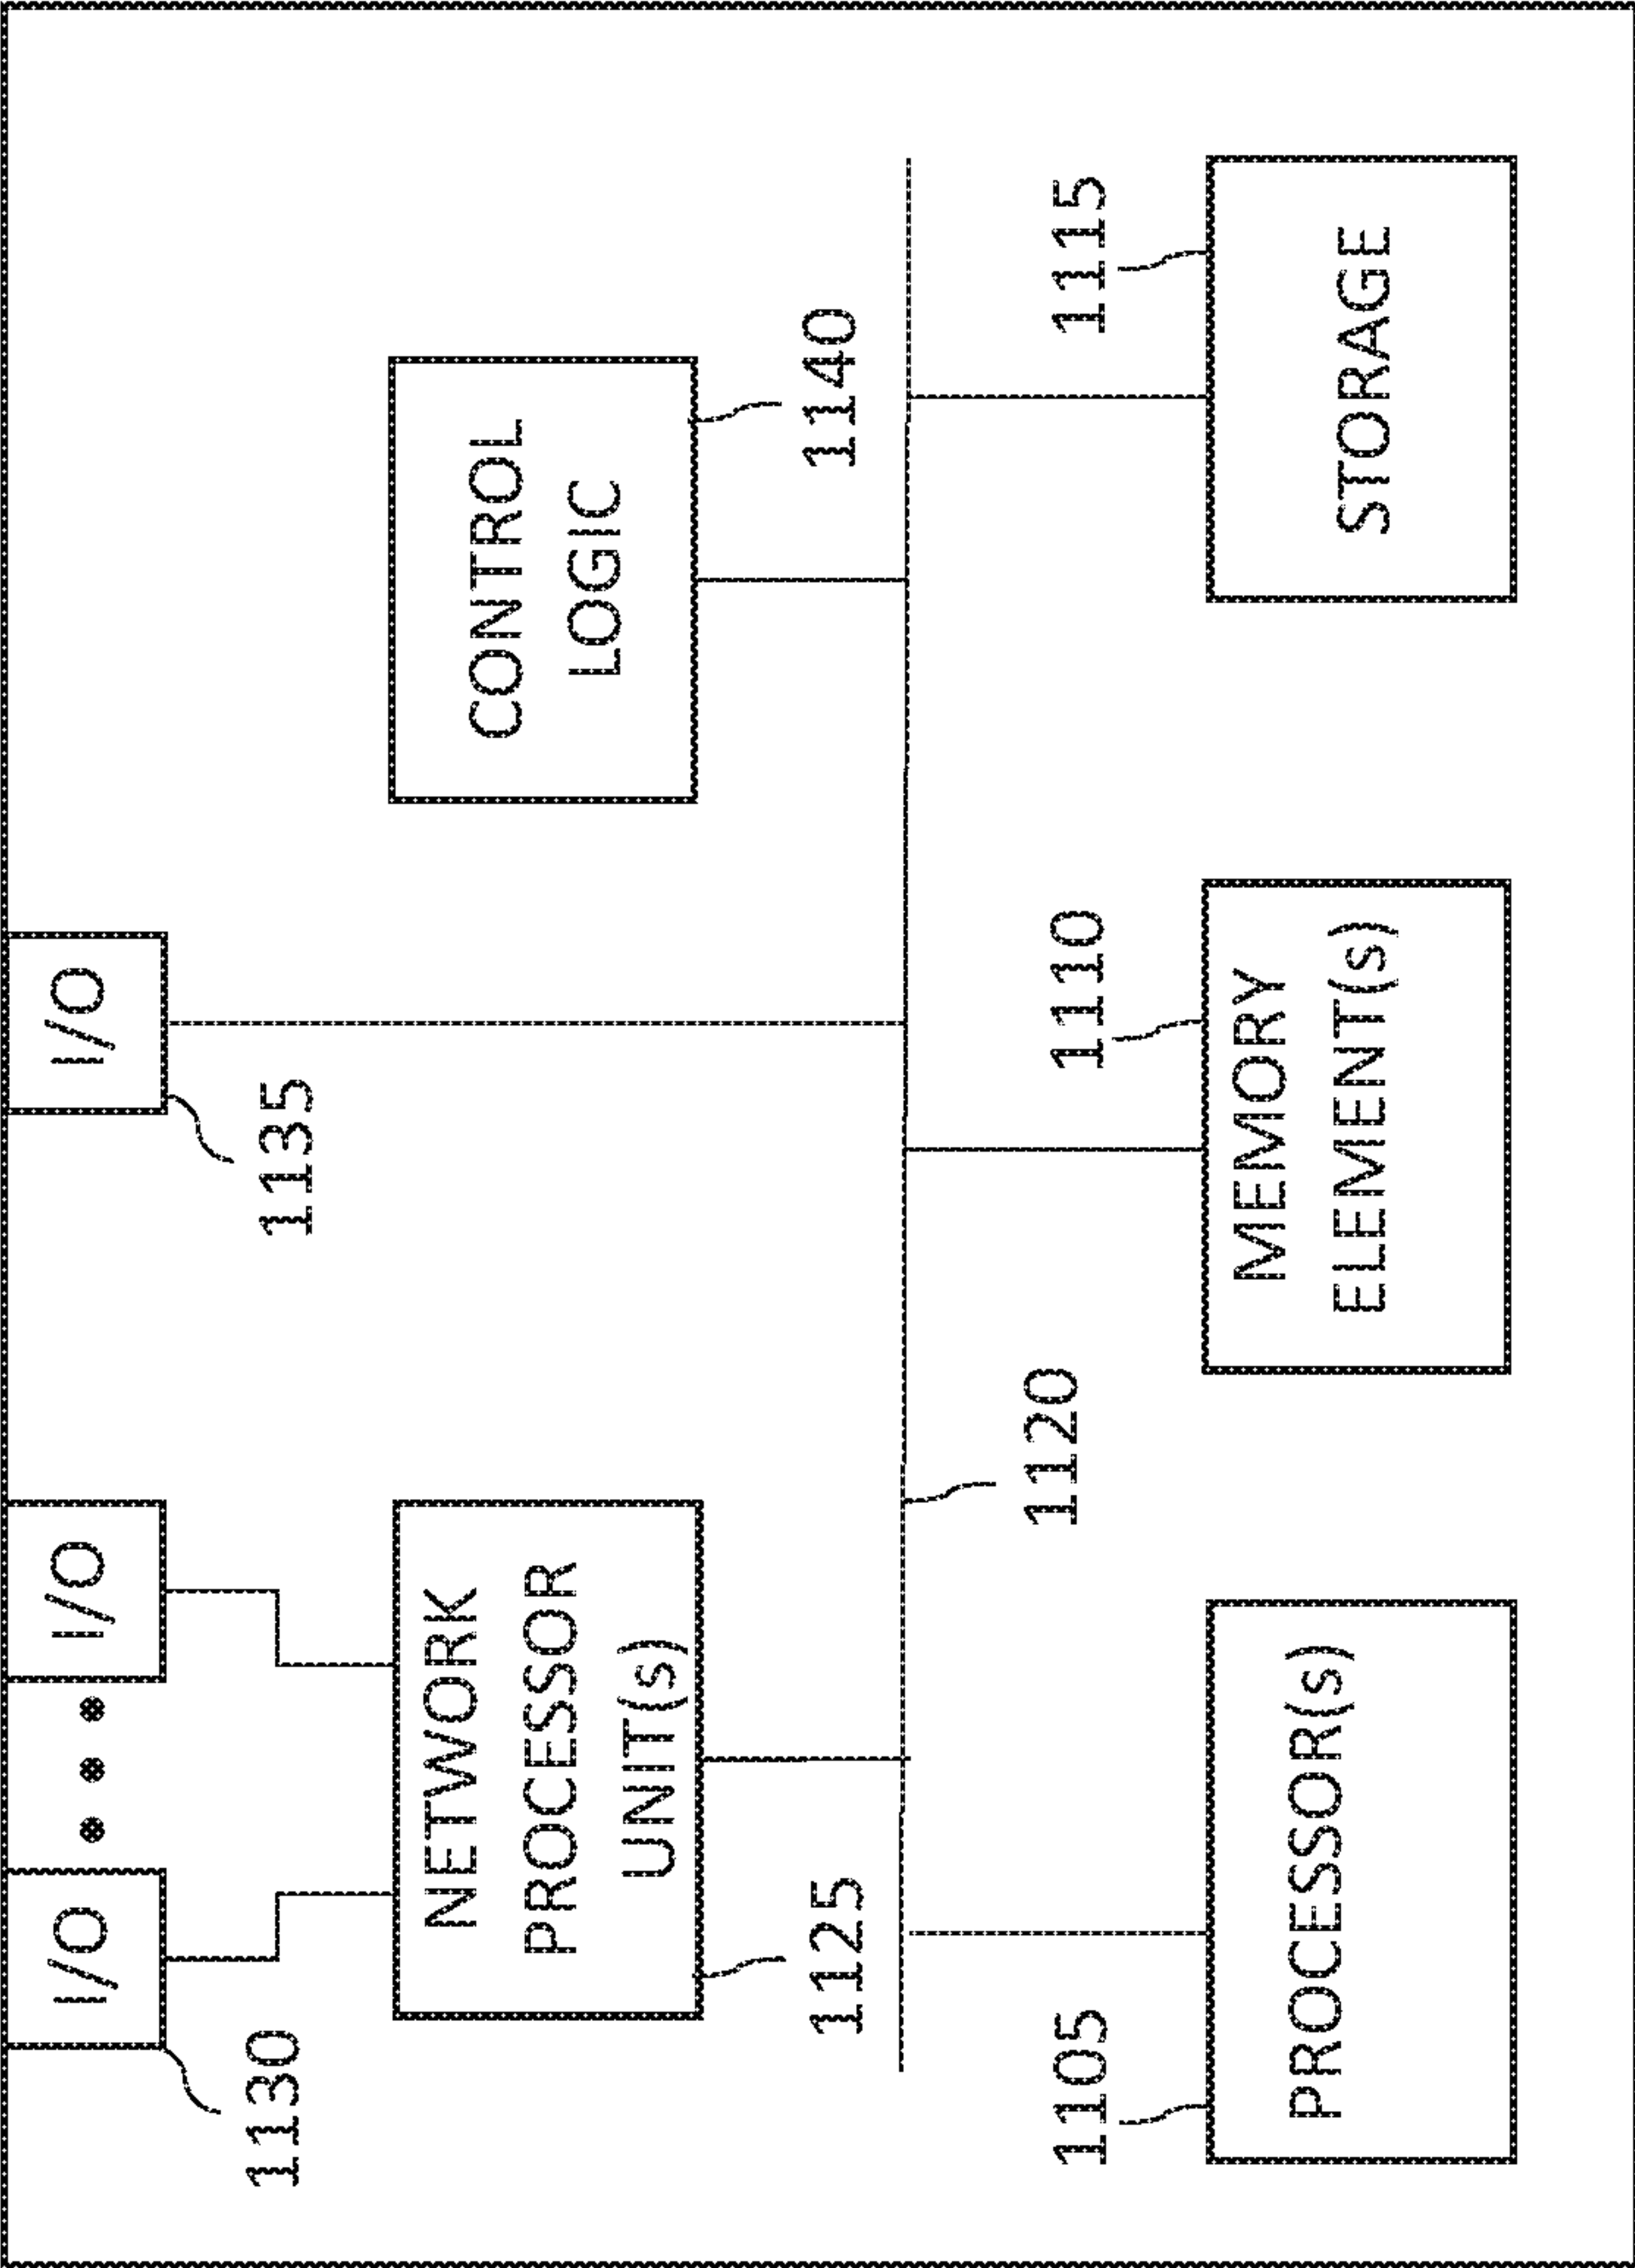 I/O
I/O
I/O
1130
1135
NETWORK
PROCESSOR
UNIT(s)
CONTROL
LOGIC
1125
1140
1120
1105
1110
1115
PROCESSOR(s)
MEMORY
ELEMENT(s)
STORAGE